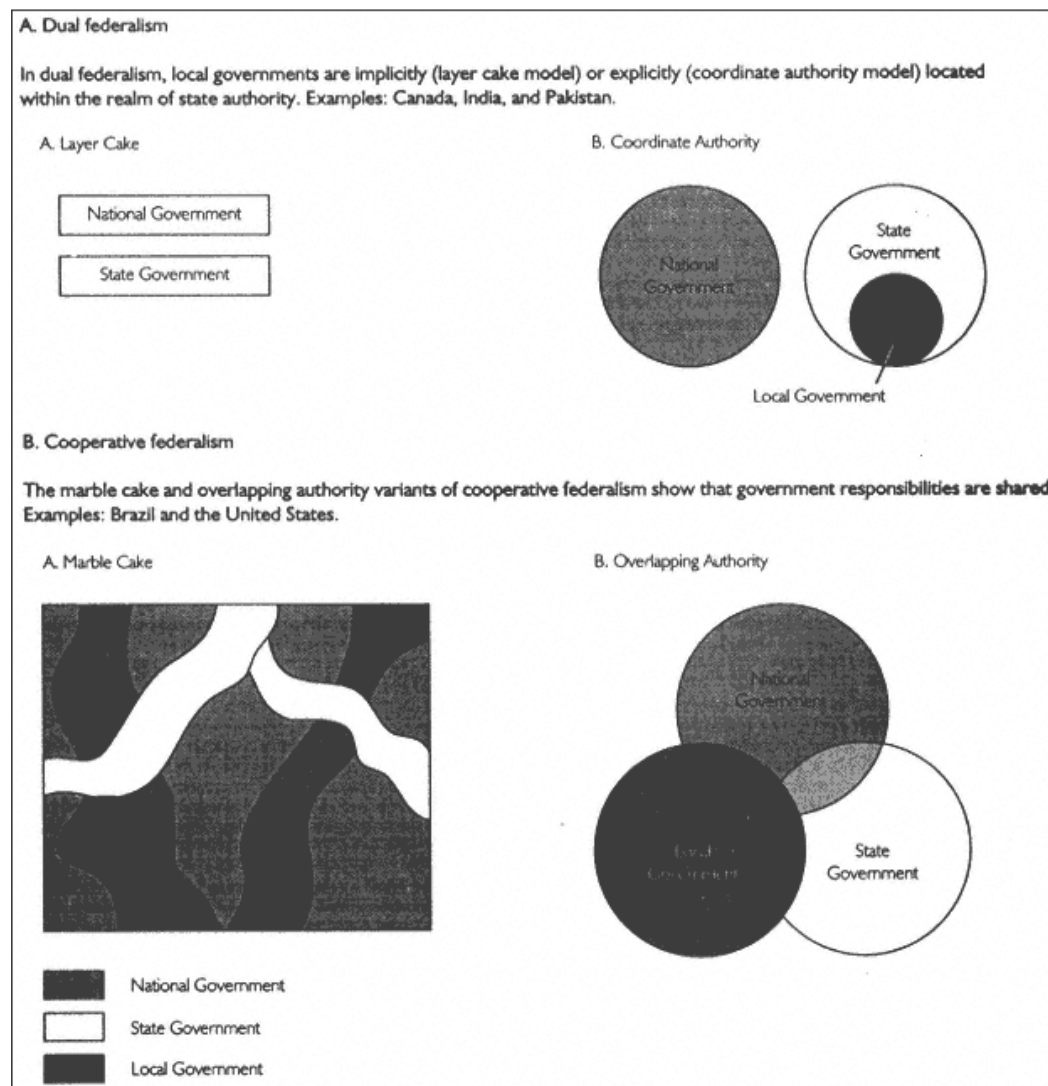 A. Dual federalism
In dual federalism, local governments are implicitly (layer cake model) or explicitly (coordinate authority model) located
within the realm of state authority. Examples: Canada, India, and Pakistan.
A. Layer Cake
B. Coordinate Authority
National Government
State Government
National
Government
State
Government
Local Government
B. Cooperative federalism
The marble cake and overlapping authority variants of cooperative federalism show that government responsibilities are shared
Examples: Brazil and the United States.
A. Marble Cake
B. Overlapping Authority
National
Government
Local
Government
State
Government
National Government
State Government
Local Government